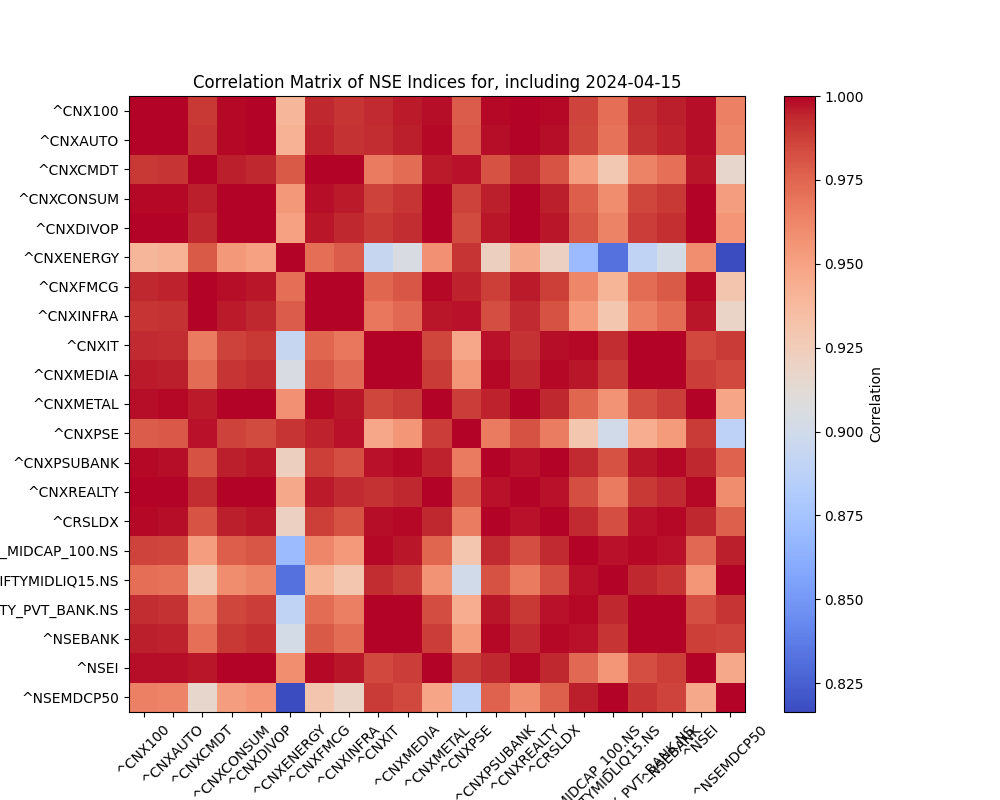 Correlation Matrix of NSE Indices for, including 2024-04-15
^CNX100
^CNXAUTO
^CNXCMDT
^CNXCONSUM
^CNXDIVOP
^CNXENERGY
^CNXFMCG
^CNXINFRA
^CNXIT
^CNXMEDIA
^CNXMETAL
^CNXPSE
^CNXPSUBANK
^CNXREALTY
^CRSLDX
_MIDCAP_100.NS
IFTYMIDLIQ15.NS
TY_PVT_BANK.NS
^NSEBANK
^NSEI
^NSEMDCP50
^CNX100
^CNXAUTO
^CNXCMDT
^CNXCONSUM
^CNXDIVOP
^CNXENERGY
^CNXFMCG
^CNXINFRA
^CNXIT
^CNXMEDIA
^CNXMETAL
^CNXPSE
^CNXPSUBANK
^CNXREALTY
^CRSLDX
MIDCAP_100.NS
TYMIDLIQ15.NS
_PVT_BANK.NS
^NSEBANK
^NSEI
^NSEMDCP50
1.000
0.975
0.950
0.925
0.900
0.875
0.850
0.825
Correlation